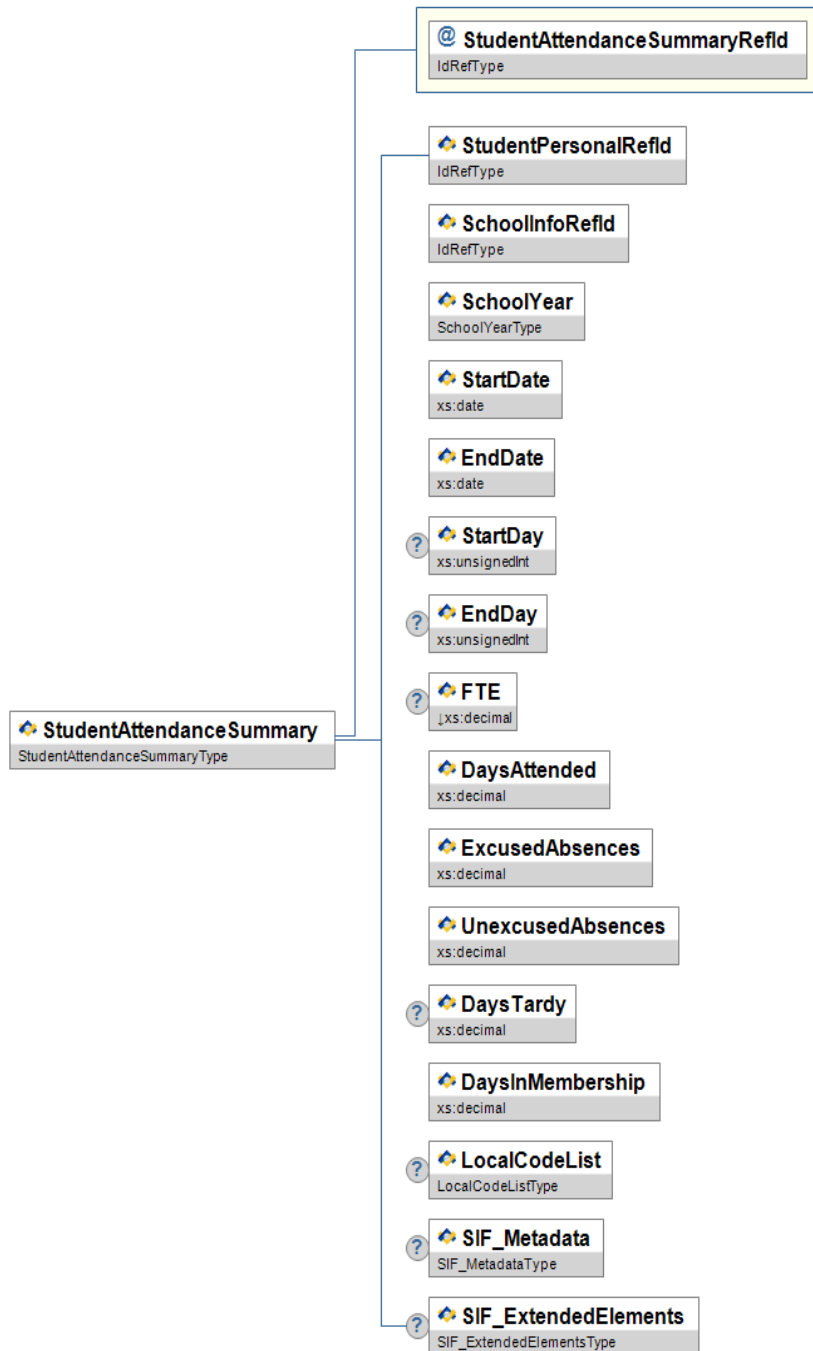 @ StudentAttendanceSummaryRefId
IdRefType
StudentPersonalRefId
IdRefType
SchoolInfoRefId
IdRefType
SchoolYear
SchoolYearType
StartDate
xs:date
EndDate
xs:date
? StartDay
xs:unsignedInt
? EndDay
xs:unsignedInt
? FTE
↓xs:decimal
StudentAttendanceSummary
StudentAttendanceSummaryType
DaysAttended
xs:decimal
ExcusedAbsences
xs:decimal
UnexcusedAbsences
xs:decimal
? DaysTardy
xs:decimal
DaysInMembership
xs:decimal
? LocalCodeList
LocalCodeListType
? SIF_Metadata
SIF_MetadataType
? SIF_ExtendedElements
SIF_ExtendedElementsType